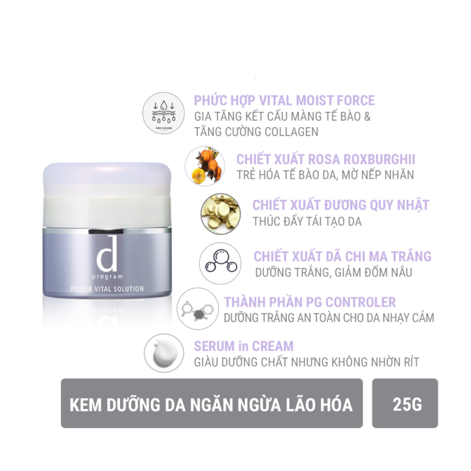 PHỨC HỢP VITAL MOIST FORCE
GIA TĂNG KẾT CẤU MÀNG TẾ BÀO &
TĂNG CƯỜNG COLLAGEN
CHIẾT XUẤT ROSA ROXBURGHII
TRẺ HÓA TẾ BÀO DA, MỜ NẾP NHĂN
CHIẾT XUẤT ĐƯƠNG QUY NHẬT
THÚC ĐẨY TÁI TẠO DA
CHIẾT XUẤT DÃ CHI MA TRẮNG
DƯỠNG TRẮNG, GIẢM ĐỐM NÂU
THÀNH PHẦN PG CONTROLER
DƯỠNG TRẮNG AN TOÀN CHO DA NHẠY CẢM
SERUM in CREAM
GIÀU DƯỠNG CHẤT NHƯNG KHÔNG NHỜN RÍT
d
program
POWER VITAL SOLUTION
KEM DƯỠNG DA NGĂN NGỪA LÃO HÓA
25G